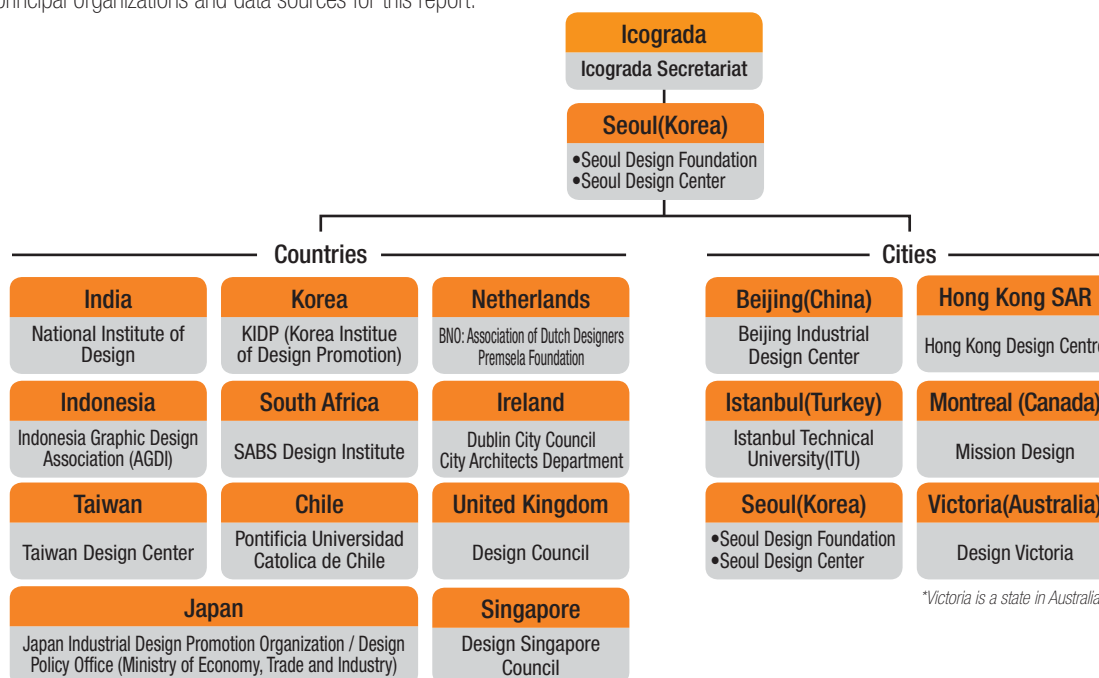 principal organizations and data sources for this report.
Icograda
Icograda Secretariat
Seoul(Korea)
•Seoul Design Foundation
•Seoul Design Center
Countries
India
National Institute of
Design
Korea
KIDP (Korea Institue
of Design Promotion)
Netherlands
BNO: Association of Dutch Designers
Premsela Foundation
Indonesia
Indonesia Graphic Design
Association (AGDI)
South Africa
SABS Design Institute
Ireland
Dublin City Council
City Architects Department
Taiwan
Taiwan Design Center
Chile
Pontificia Universidad
Catolica de Chile
United Kingdom
Design Council
Japan
Japan Industrial Design Promotion Organization / Design
Policy Office (Ministry of Economy, Trade and Industry)
Singapore
Design Singapore
Council
Cities
Beijing(China)
Beijing Industrial
Design Center
Hong Kong SAR
Hong Kong Design Centre
Istanbul(Turkey)
Istanbul Technical
University(ITU)
Montreal (Canada)
Mission Design
Seoul(Korea)
•Seoul Design Foundation
•Seoul Design Center
Victoria(Australia)
Design Victoria
*Victoria is a state in Australia